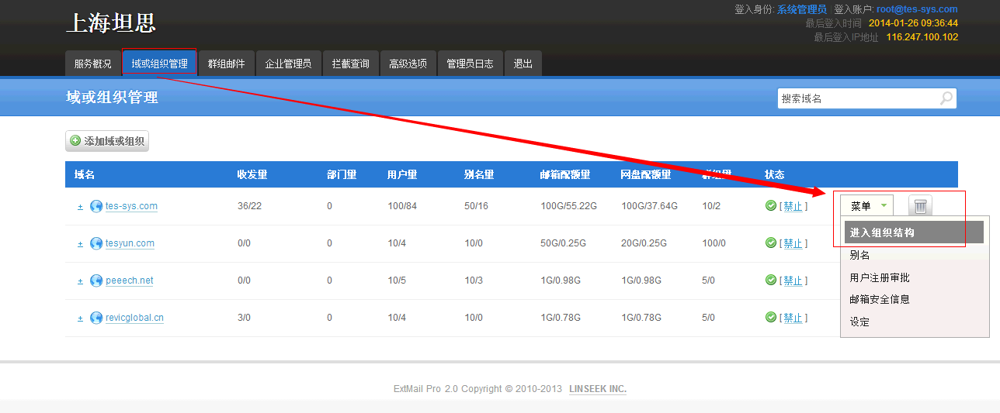 登入身份: 系统管理员 | 登入账户: root@tes-sys.com
上海坦思
最后登入时间 2014-01-26 09:36:44
最后登入IP地址 116.247.100.102
服务概况 域或组织管理 群组邮件 企业管理员 拦截查询 高级选项 管理员日志 退出
域或组织管理 搜索域名
添加域或组织
域名 收发量 部门量 用户量 别名量 邮箱配额量 网盘配额量 群组量 状态
± tes-sys.com 36/22 0 100/84 50/16 100G/55.22G 100G/37.64G 10/2 [ 禁止 ] 菜单
进入组织结构
± tesyun.com 0/0 0 10/4 10/0 50G/0.25G 20G/0.25G 100/0 [ 禁止 ]
别名
± peeech.net 0/0 0 10/5 10/3 1G/0.98G 1G/0.98G 5/0 [ 禁止 ] 用户注册审批
邮箱安全信息
± revicglobal.cn 3/0 0 10/4 10/0 1G/0.78G 1G/0.78G 5/0 [ 禁止 ] 设定
ExtMail Pro 2.0 Copyright © 2010-2013 LINSEEK INC.